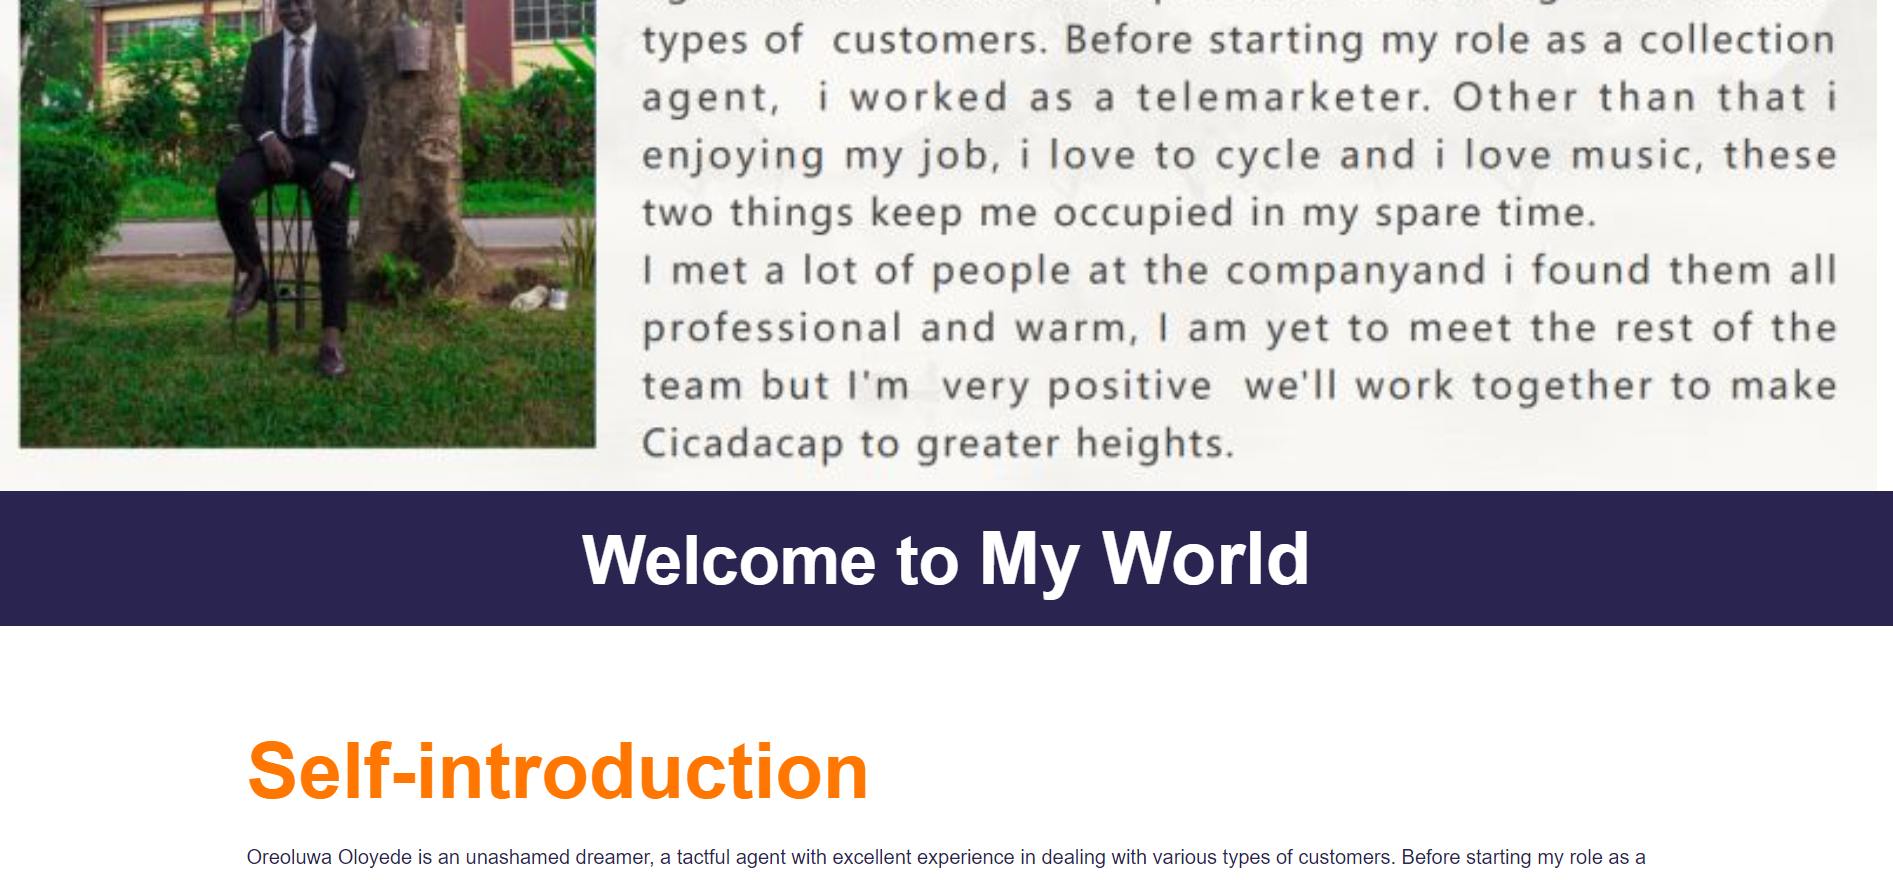 types of customers. Before starting my role as a collection
agent, i worked as a telemarketer. Other than that i
enjoying my job, i love to cycle and i love music, these
two things keep me occupied in my spare time.
I met a lot of people at the companyand i found them all
professional and warm, I am yet to meet the rest of the
team but I'm very positive we'll work together to make
Cicadacap to greater heights.
Welcome to My World
Self-introduction
Oreoluwa Oloyede is an unashamed dreamer, a tactful agent with excellent experience in dealing with various types of customers. Before starting my role as a